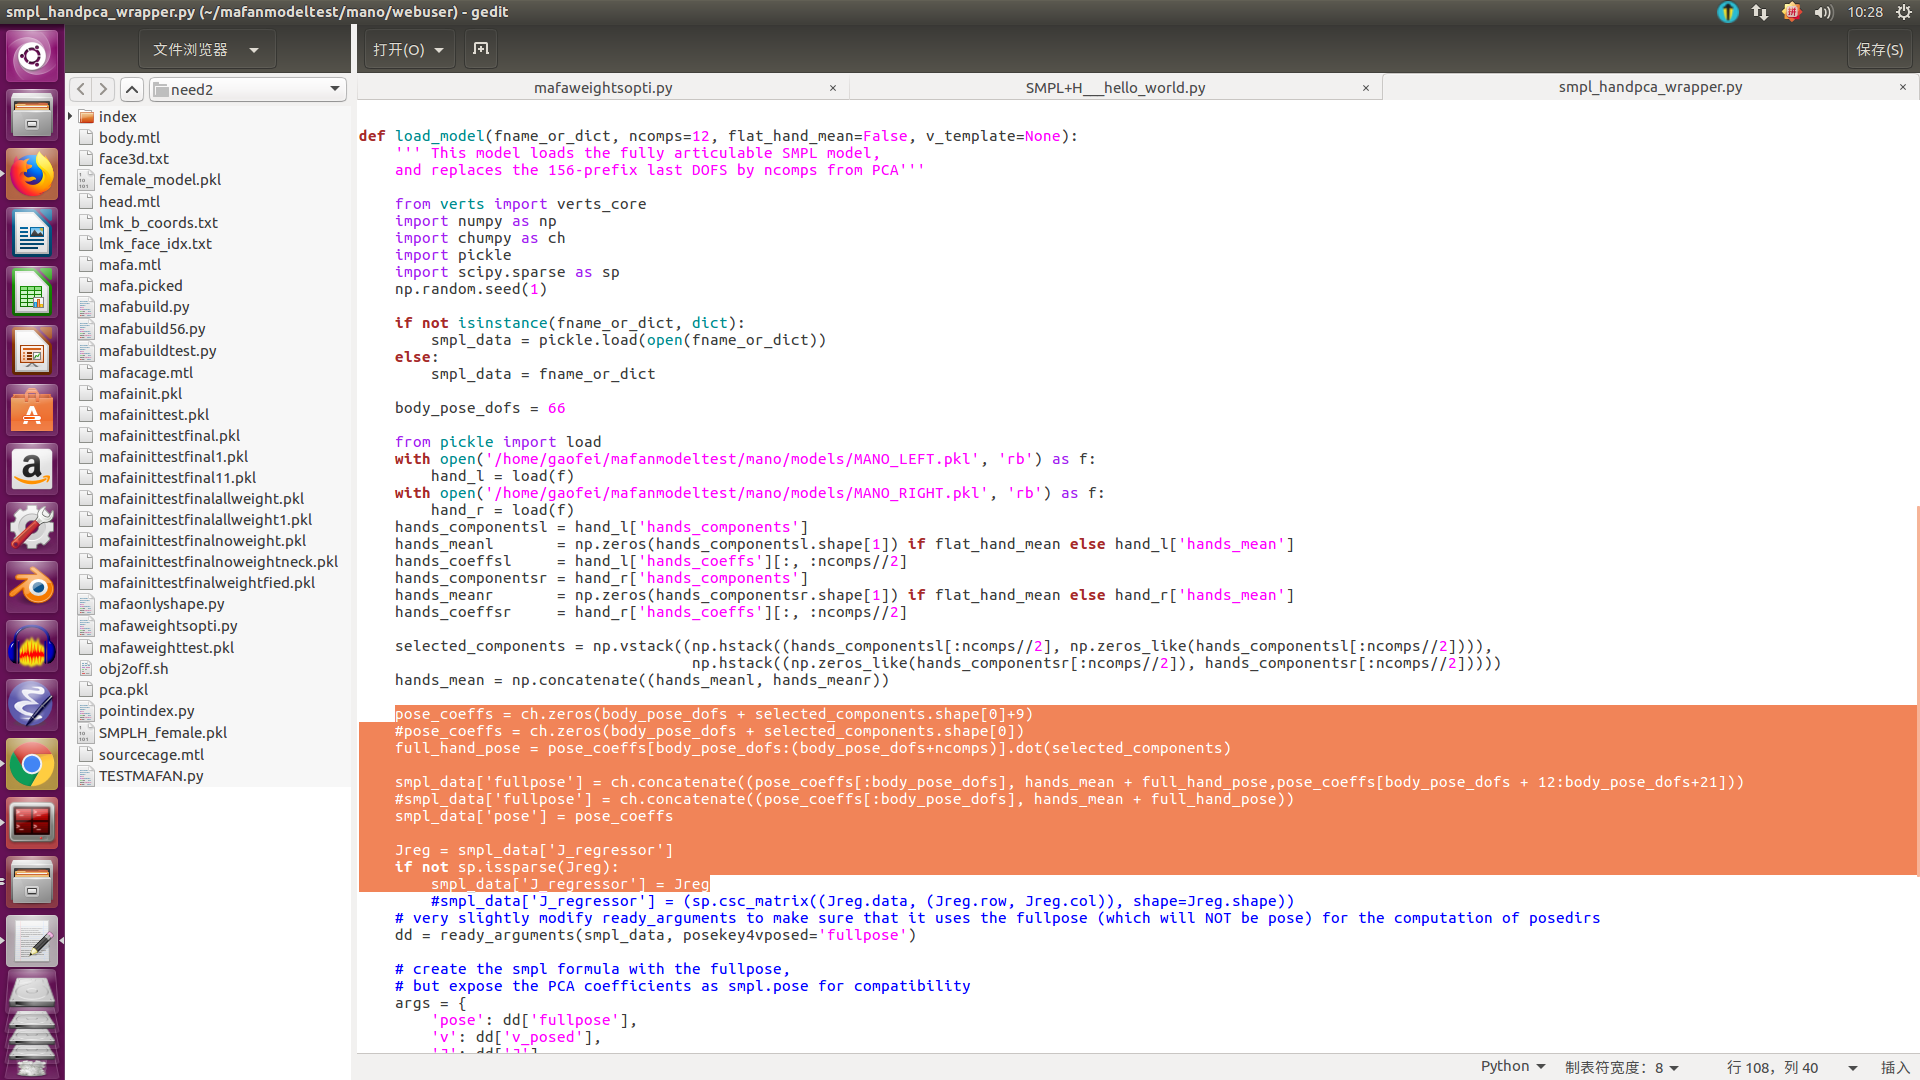 smpl_handpca_wrapper.py (~/mafanmodeltest/mano/webuser) - gedit
10:28
文件浏览器
打开(O)
保存(S)
need2
mafaweightsopti.py
SMPL+H___hello_world.py
smpl_handpca_wrapper.py
index
body.mtl
face3d.txt
female_model.pkl
head.mtl
lmk_b_coords.txt
lmk_face_idx.txt
mafa.mtl
mafa.picked
mafabuild.py
mafabuild56.py
mafabuildtest.py
mafacage.mtl
mafainit.pkl
mafainittest.pkl
mafainittestfinal.pkl
mafainittestfinal1.pkl
mafainittestfinal11.pkl
mafainittestfinalallweight.pkl
mafainittestfinalallweight1.pkl
mafainittestfinalnoweight.pkl
mafainittestfinalnoweightneck.pkl
mafainittestfinalweightfied.pkl
mafaonlyshape.py
mafaweightsopti.py
mafaweighttest.pkl
obj2off.sh
pca.pkl
pointindex.py
SMPLH_female.pkl
sourcecage.mtl
TESTMAFAN.py
def load_model(fname_or_dict, ncomps=12, flat_hand_mean=False, v_template=None):
    ''' This model loads the fully articulable SMPL model,
    and replaces the 156-prefix last DOFS by ncomps from PCA'''
    from verts import verts_core
    import numpy as np
    import chumpy as ch
    import pickle
    import scipy.sparse as sp
    np.random.seed(1)
    if not isinstance(fname_or_dict, dict):
        smpl_data = pickle.load(open(fname_or_dict))
    else:
        smpl_data = fname_or_dict
    body_pose_dofs = 66
    from pickle import load
    with open('/home/gaofei/mafanmodeltest/mano/models/MANO_LEFT.pkl', 'rb') as f:
        hand_l = load(f)
    with open('/home/gaofei/mafanmodeltest/mano/models/MANO_RIGHT.pkl', 'rb') as f:
        hand_r = load(f)
    hands_componentsl = hand_l['hands_components']
    hands_meanl       = np.zeros(hands_componentsl.shape[1]) if flat_hand_mean else hand_l['hands_mean']
    hands_coeffsl     = hand_l['hands_coeffs'][:, :ncomps//2]
    hands_componentsr = hand_r['hands_components']
    hands_meanr       = np.zeros(hands_componentsr.shape[1]) if flat_hand_mean else hand_r['hands_mean']
    hands_coeffsr     = hand_r['hands_coeffs'][:, :ncomps//2]
    selected_components = np.vstack((np.hstack((hands_componentsl[:ncomps//2], np.zeros_like(hands_componentsl[:ncomps//2]))),
                                     np.hstack((np.zeros_like(hands_componentsr[:ncomps//2]), hands_componentsr[:ncomps//2]))))
    hands_mean = np.concatenate((hands_meanl, hands_meanr))
    pose_coeffs = ch.zeros(body_pose_dofs + selected_components.shape[0]+9)
    #pose_coeffs = ch.zeros(body_pose_dofs + selected_components.shape[0])
    full_hand_pose = pose_coeffs[body_pose_dofs:(body_pose_dofs+ncomps)].dot(selected_components)
    smpl_data['fullpose'] = ch.concatenate((pose_coeffs[:body_pose_dofs], hands_mean + full_hand_pose,pose_coeffs[body_pose_dofs + 12:body_pose_dofs+21]))
    #smpl_data['fullpose'] = ch.concatenate((pose_coeffs[:body_pose_dofs], hands_mean + full_hand_pose))
    smpl_data['pose'] = pose_coeffs
    Jreg = smpl_data['J_regressor']
    if not sp.issparse(Jreg):
        smpl_data['J_regressor'] = Jreg
        #smpl_data['J_regressor'] = (sp.csc_matrix((Jreg.data, (Jreg.row, Jreg.col)), shape=Jreg.shape))
    # very slightly modify ready_arguments to make sure that it uses the fullpose (which will NOT be pose) for the computation of posedirs
    dd = ready_arguments(smpl_data, posekey4vposed='fullpose')
    # create the smpl formula with the fullpose,
    # but expose the PCA coefficients as smpl.pose for compatibility
    args = {
        'pose': dd['fullpose'],
        'v': dd['v_posed'],
        'J': dd['J'],
Python
制表符宽度：8
行 108，列 40
插入